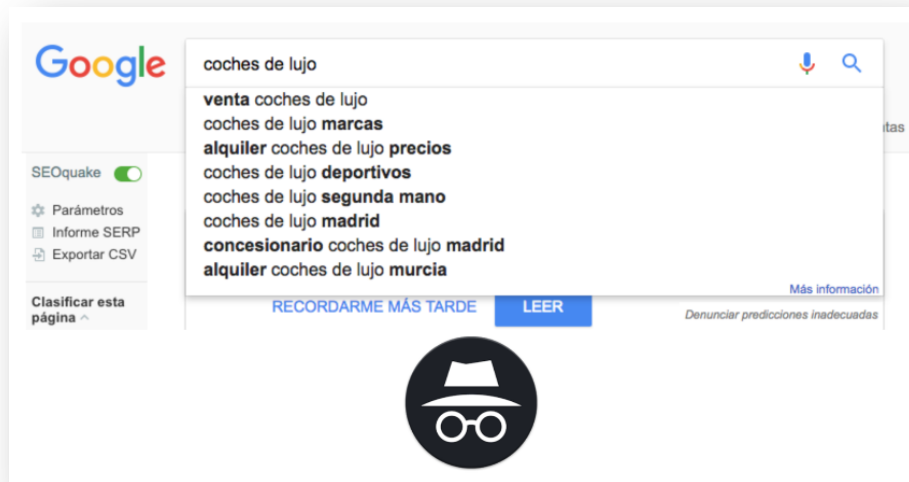 Google
coches de lujo
venta coches de lujo
coches de lujo marcas
alquiler coches de lujo precios
coches de lujo deportivos
coches de lujo segunda mano
coches de lujo madrid
concesionario coches de lujo madrid
alquiler coches de lujo murcia
Más información
Denunciar predicciones inadecuadas
RECORDARME MÁS TARDE
LEER
SEOquake
Parámetros
Informe SERP
Exportar CSV
Clasificar esta
página